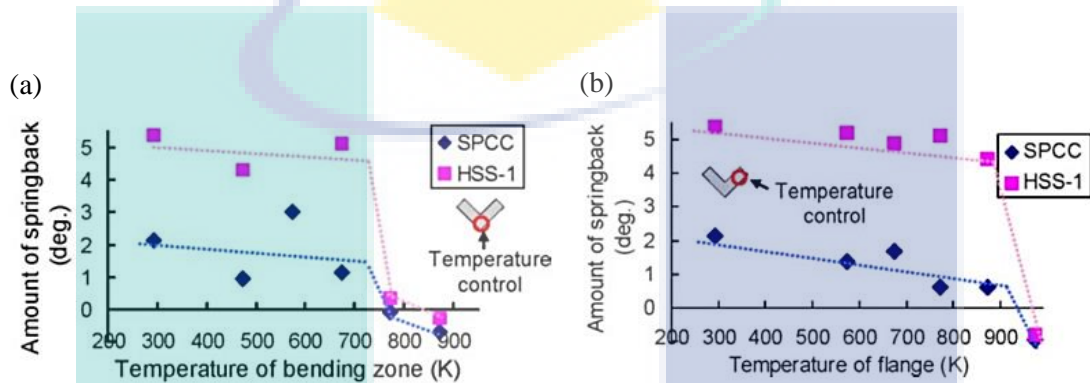 (a)
Amount of springback
(deg.)
5
4
3
2
1
0
200 300 400 500 600 700 800 900
Temperature of bending zone (K)
SPCC
HSS-1
Temperature
control
(b)
Amount of springback
(deg.)
5
4
3
2
1
0
200 300 400 500 600 700 800 900
Temperature of flange (K)
SPCC
HSS-1
Temperature
control